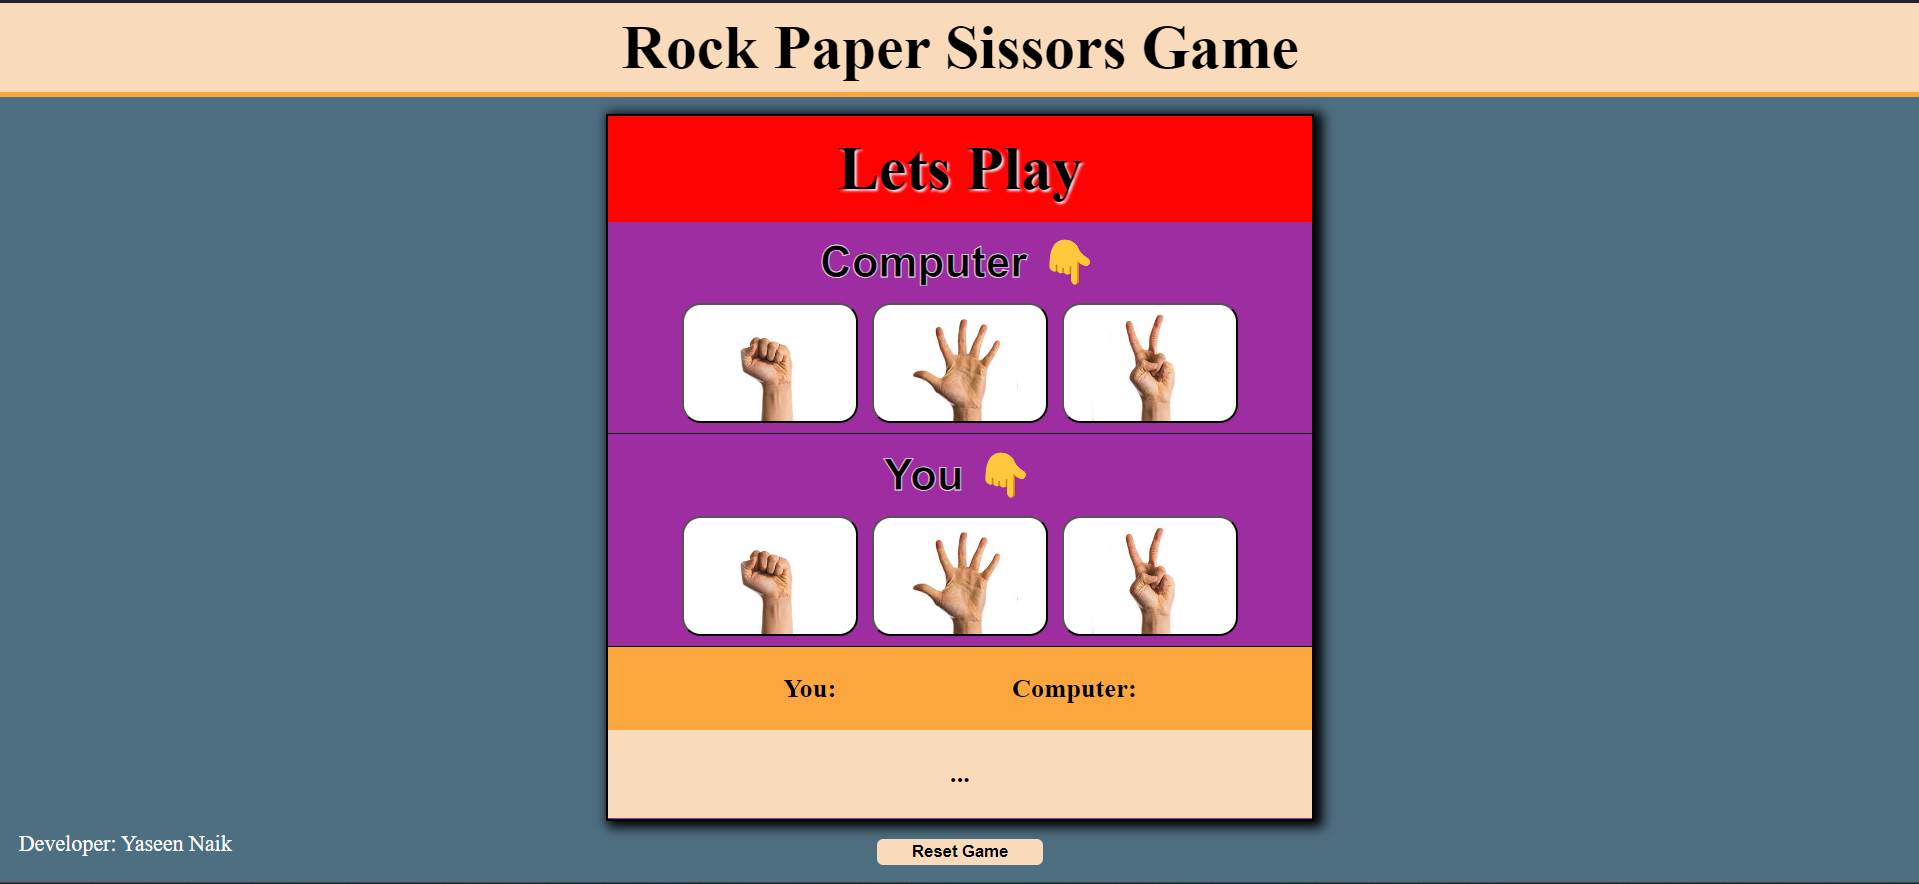 Rock Paper Sissors Game
Lets Play
Computer 👇
You 👇
You: Computer:
...
Developer: Yaseen Naik
Reset Game